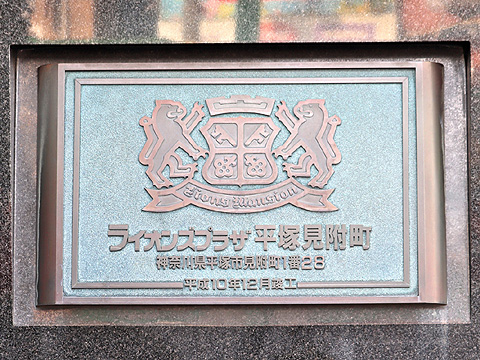 Lions Mansion
ライオンズプラザ平塚見附町
神奈川県平塚市見附町1番28
平成10年12月竣工